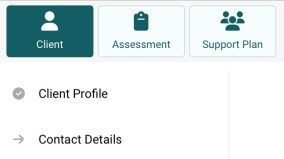 Client
Assessment
Support Plan
Client Profile
Contact Details